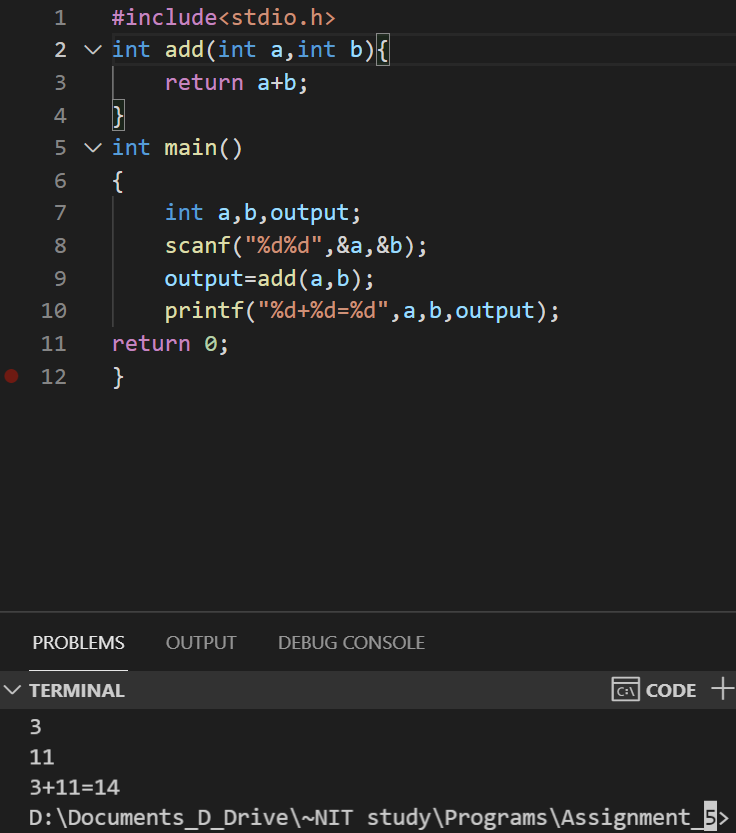 1 #include<stdio.h>
2 int add(int a,int b){
3     return a+b;
4 }
5 int main()
6 {
7     int a,b,output;
8     scanf("%d%d",&a,&b);
9     output=add(a,b);
10     printf("%d+%d=%d",a,b,output);
11 return 0;
12 }
PROBLEMS OUTPUT DEBUG CONSOLE
TERMINAL C:\ CODE
3
11
3+11=14
D:\Documents_D_Drive\~NIT study\Programs\Assignment_5>